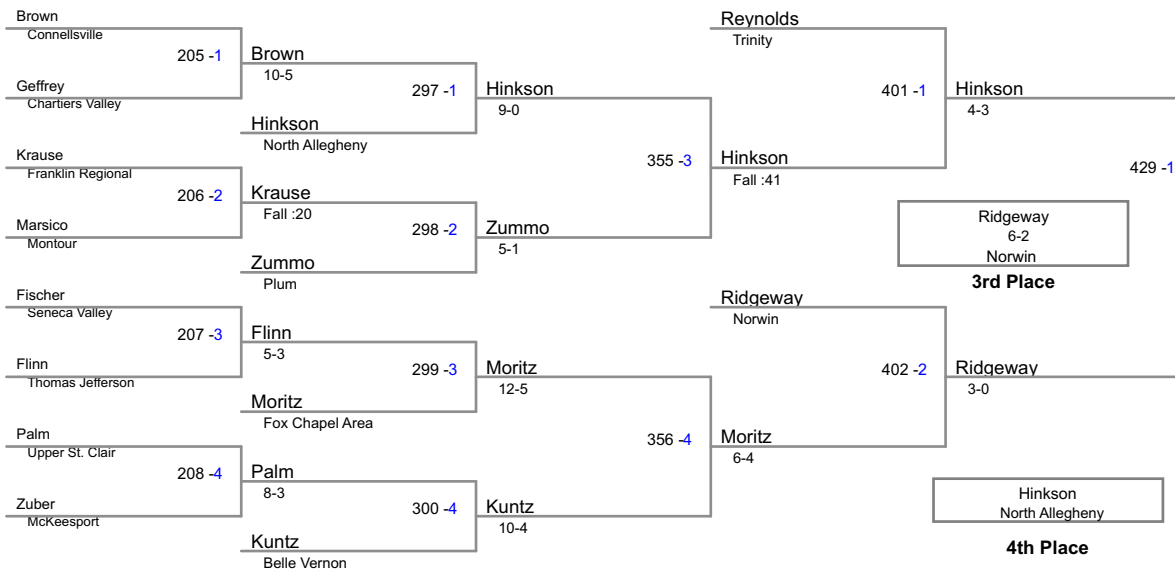 Brown
Connellsville
205 -1
Geffrey
Chartiers Valley
Krause
Franklin Regional
206 -2
Marsico
Montour
Fischer
Seneca Valley
207 -3
Flinn
Thomas Jefferson
Palm
Upper St. Clair
208 -4
Zuber
McKeesport
Brown
10-5
297 -1
Hinkson
North Allegheny
Krause
Fall :20
298 -2
Zummo
Plum
Flinn
5-3
299 -3
Moritz
Fox Chapel Area
Palm
8-3
300 -4
Kuntz
Belle Vernon
Hinkson
9-0
355 -3
Zummo
5-1
Moritz
12-5
356 -4
Kuntz
10-4
Reynolds
Trinity
401 -1
Hinkson
Fall :41
Ridgeway
Norwin
402 -2
Moritz
6-4
Hinkson
4-3
429 -1
Ridgeway
6-2
Norwin
3rd Place
Ridgeway
3-0
Hinkson
North Allegheny
4th Place